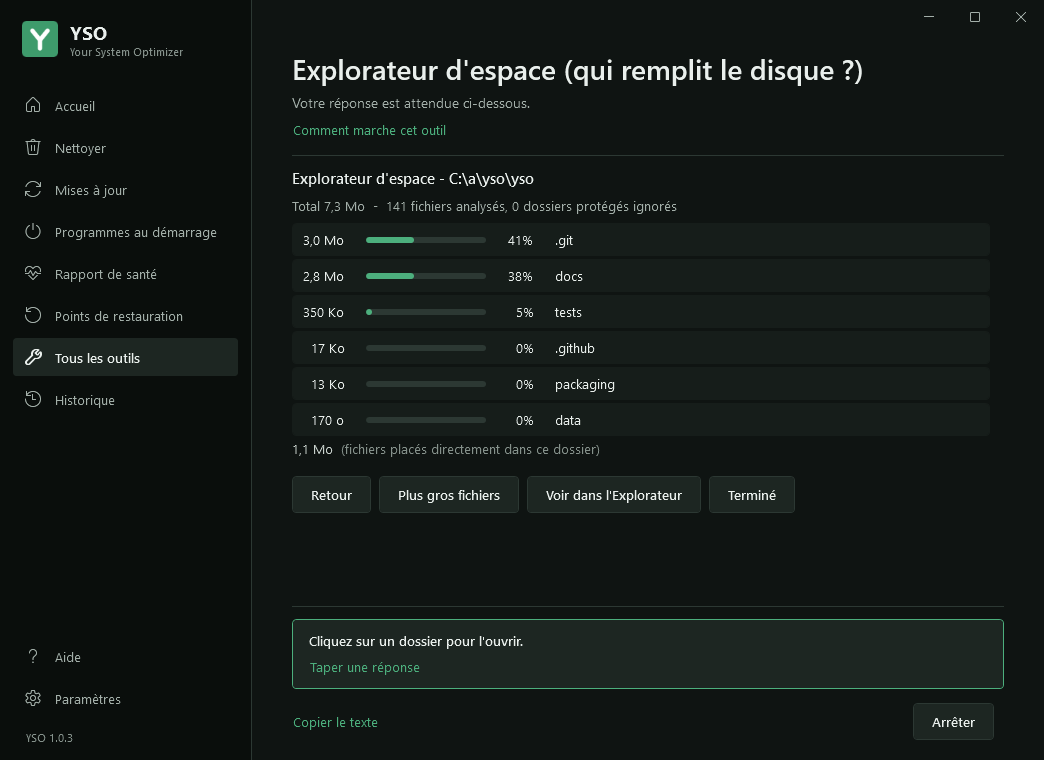 YSO
Your System Optimizer
Accueil
Nettoyer
Mises à jour
Programmes au démarrage
Rapport de santé
Points de restauration
Tous les outils
Historique
Aide
Paramètres
YSO 1.0.3
Explorateur d'espace (qui remplit le disque ?)
Votre réponse est attendue ci-dessous.
Comment marche cet outil
Explorateur d'espace - C:\a\yso\yso
Total 7,3 Mo - 141 fichiers analysés, 0 dossiers protégés ignorés
3,0 Mo 41% .git
2,8 Mo 38% docs
350 Ko 5% tests
17 Ko 0% .github
13 Ko 0% packaging
170 o 0% data
1,1 Mo (fichiers placés directement dans ce dossier)
Retour Plus gros fichiers Voir dans l'Explorateur Terminé
Cliquez sur un dossier pour l'ouvrir.
Taper une réponse
Copier le texte Arrêter